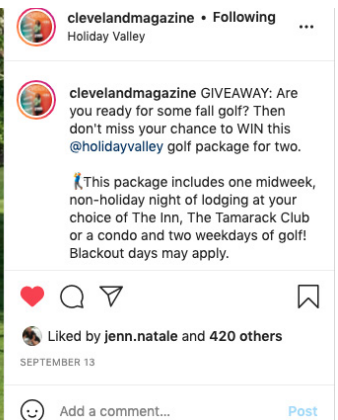 clevelandmagazine • Following
Holiday Valley
clevelandmagazine GIVEAWAY: Are
you ready for some fall golf? Then
don't miss your chance to WIN this
@holidayvalley golf package for two.
🏌️This package includes one midweek,
non-holiday night of lodging at your
choice of The Inn, The Tamarack Club
or a condo and two weekdays of golf!
Blackout days may apply.
Liked by jenn.natale and 420 others
SEPTEMBER 13
Add a comment...
Post